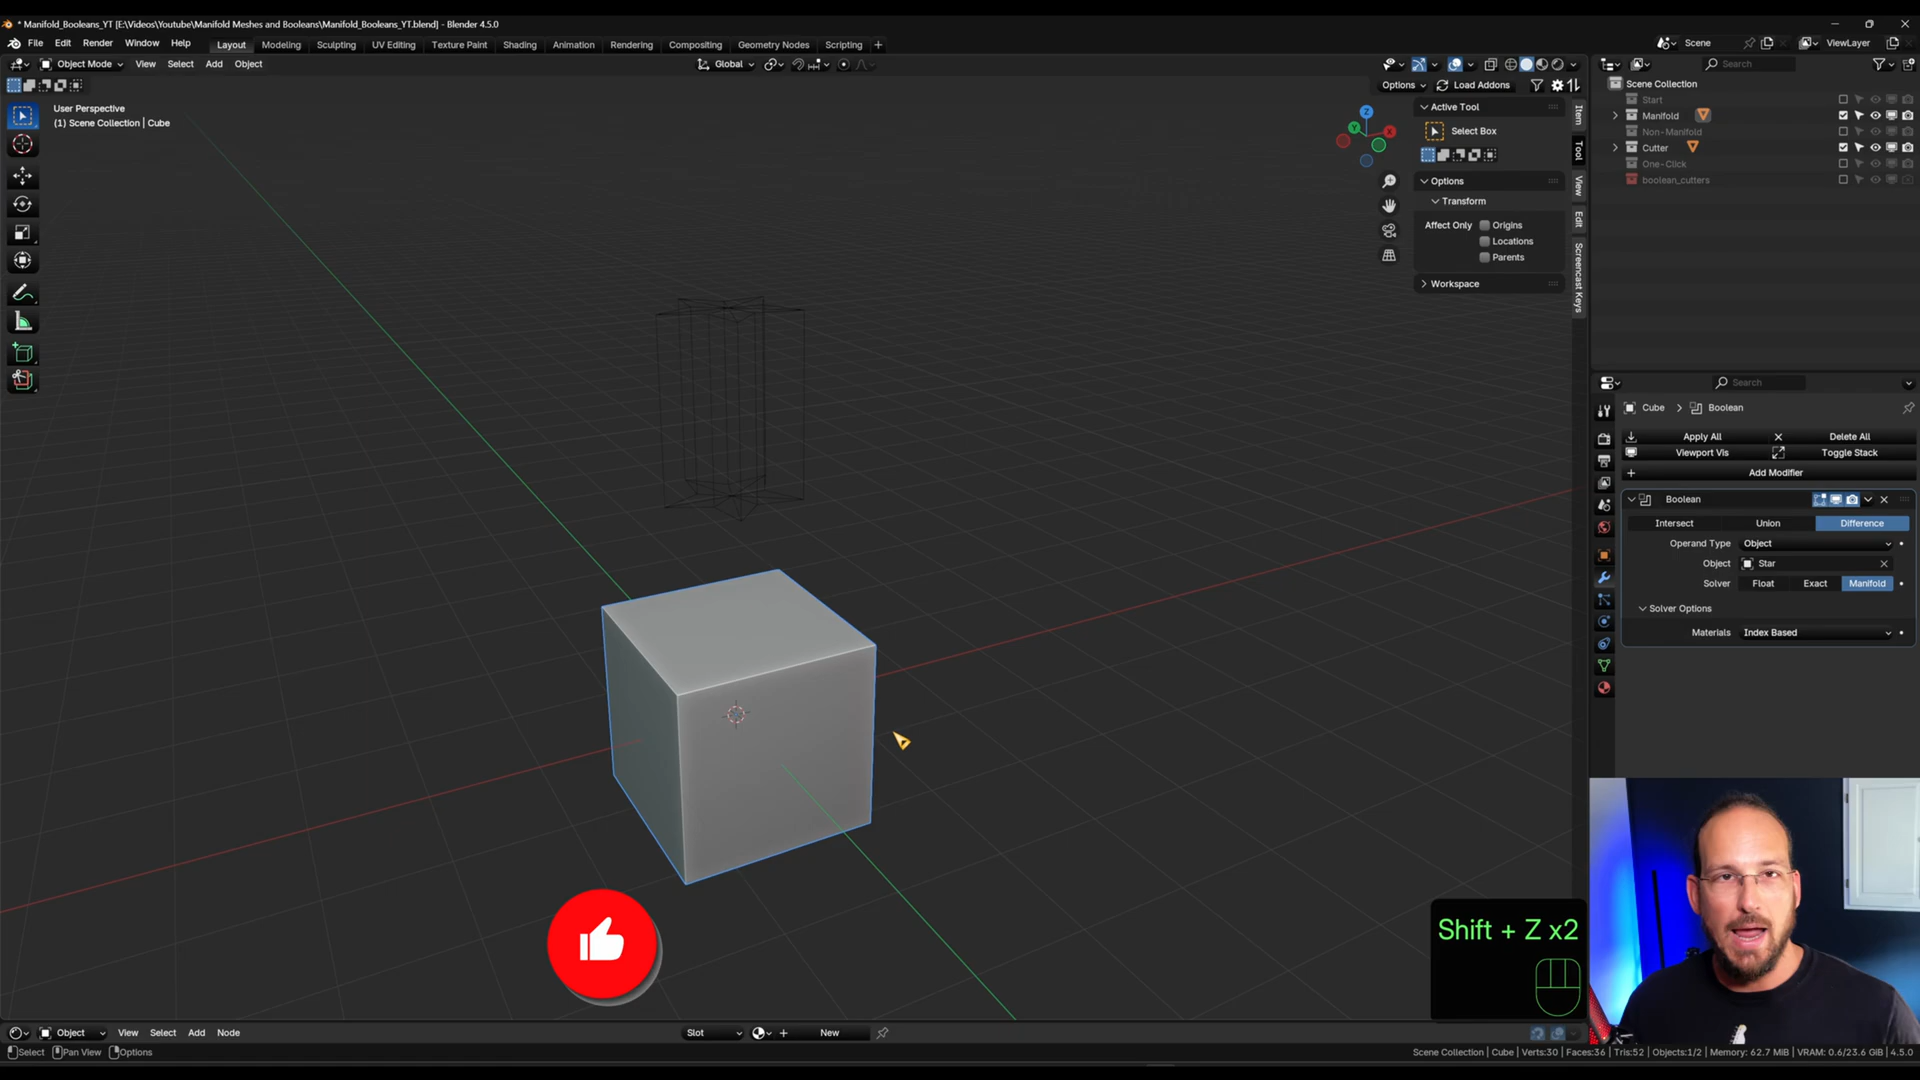 * Manifold_Booleans_YT [E:\Videos\Youtube\Manifold Meshes and Booleans\Manifold_Booleans_YT.blend] - Blender 4.5.0
File Edit Render Window Help Layout Modeling Sculpting UV Editing Texture Paint Shading Animation Rendering Compositing Geometry Nodes Scripting +
Scene ViewLayer
Object Mode View Select Add Object Global
Search
Options Load Addons
User Perspective
(1) Scene Collection | Cube
Scene Collection
Start
Manifold
Non-Manifold
Cutter
One-Click
boolean_cutters
Active Tool
Select Box
Options
Transform
Affect Only Origins
Locations
Parents
Workspace
Item
Tool
View
Edit
Screencast Keys
Z
Y
X
Search
Cube > Boolean
Apply All Delete All
Viewport Vis Toggle Stack
Add Modifier
Boolean
Intersect Union Difference
Operand Type Object
Object Star
Solver Float Exact Manifold
Solver Options
Materials Index Based
Shift + Z x2
Object View Select Add Node Slot New
Select Pan View Options
Scene Collection | Cube | Verts:30 | Faces:36 | Tris:52 | Objects:1/2 | Memory: 62.7 MiB | VRAM: 0.6/23.6 GiB | 4.5.0